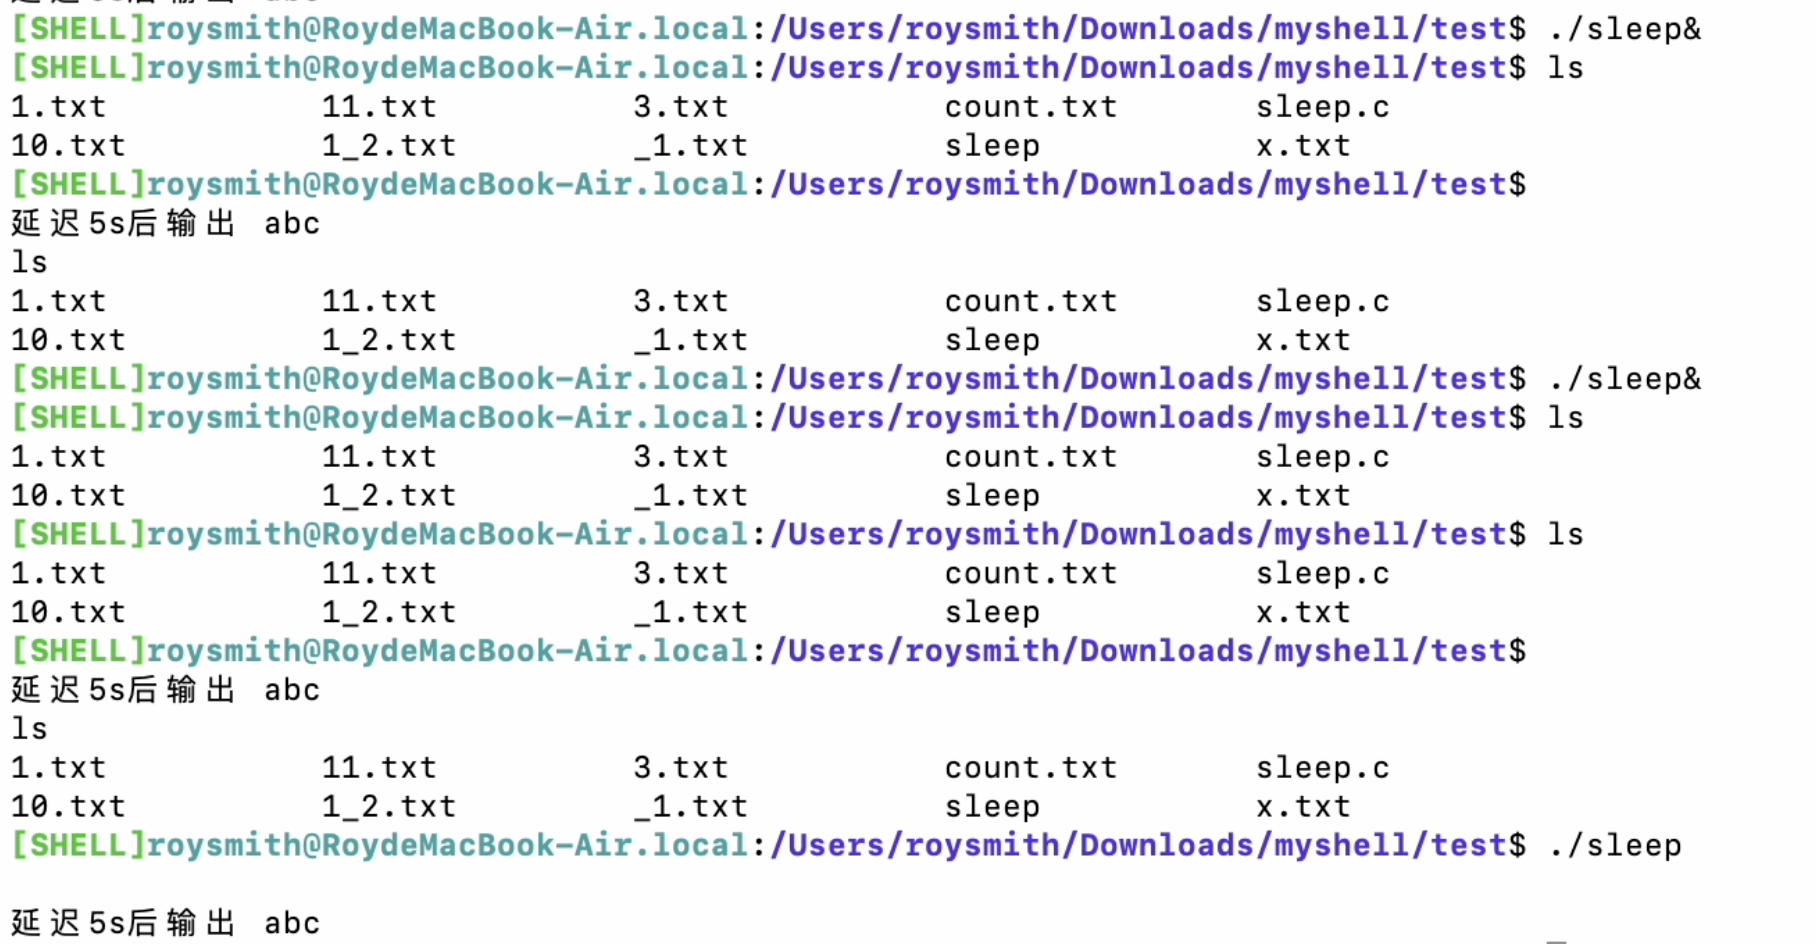 [SHELL]roysmith@RoydeMacBook-Air.local:/Users/roysmith/Downloads/myshell/test$ ./sleep&
[SHELL]roysmith@RoydeMacBook-Air.local:/Users/roysmith/Downloads/myshell/test$ ls
1.txt 11.txt 3.txt count.txt sleep.c
10.txt 1_2.txt _1.txt sleep x.txt
[SHELL]roysmith@RoydeMacBook-Air.local:/Users/roysmith/Downloads/myshell/test$
延迟5s后输出 abc
ls
1.txt 11.txt 3.txt count.txt sleep.c
10.txt 1_2.txt _1.txt sleep x.txt
[SHELL]roysmith@RoydeMacBook-Air.local:/Users/roysmith/Downloads/myshell/test$ ./sleep&
[SHELL]roysmith@RoydeMacBook-Air.local:/Users/roysmith/Downloads/myshell/test$ ls
1.txt 11.txt 3.txt count.txt sleep.c
10.txt 1_2.txt _1.txt sleep x.txt
[SHELL]roysmith@RoydeMacBook-Air.local:/Users/roysmith/Downloads/myshell/test$ ls
1.txt 11.txt 3.txt count.txt sleep.c
10.txt 1_2.txt _1.txt sleep x.txt
[SHELL]roysmith@RoydeMacBook-Air.local:/Users/roysmith/Downloads/myshell/test$
延迟5s后输出 abc
ls
1.txt 11.txt 3.txt count.txt sleep.c
10.txt 1_2.txt _1.txt sleep x.txt
[SHELL]roysmith@RoydeMacBook-Air.local:/Users/roysmith/Downloads/myshell/test$ ./sleep
延迟5s后输出 abc